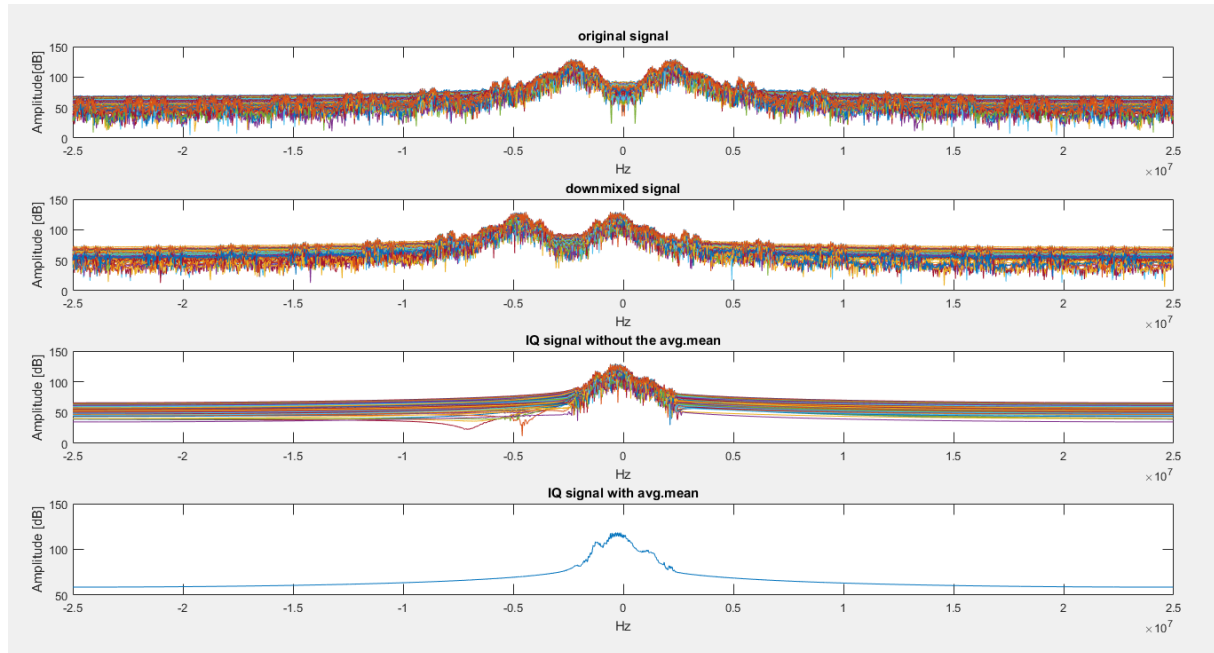 original signal
Amplitude[dB]
150
100
50
0
-2.5 -2 -1.5 -1 -0.5 0 0.5 1 1.5 2 2.5
Hz
×10^7
downmixed signal
Amplitude [dB]
150
100
50
0
-2.5 -2 -1.5 -1 -0.5 0 0.5 1 1.5 2 2.5
Hz
×10^7
IQ signal without the avg.mean
Amplitude [dB]
150
100
50
0
-2.5 -2 -1.5 -1 -0.5 0 0.5 1 1.5 2 2.5
Hz
×10^7
IQ signal with avg.mean
Amplitude [dB]
150
100
50
-2.5 -2 -1.5 -1 -0.5 0 0.5 1 1.5 2 2.5
Hz
×10^7